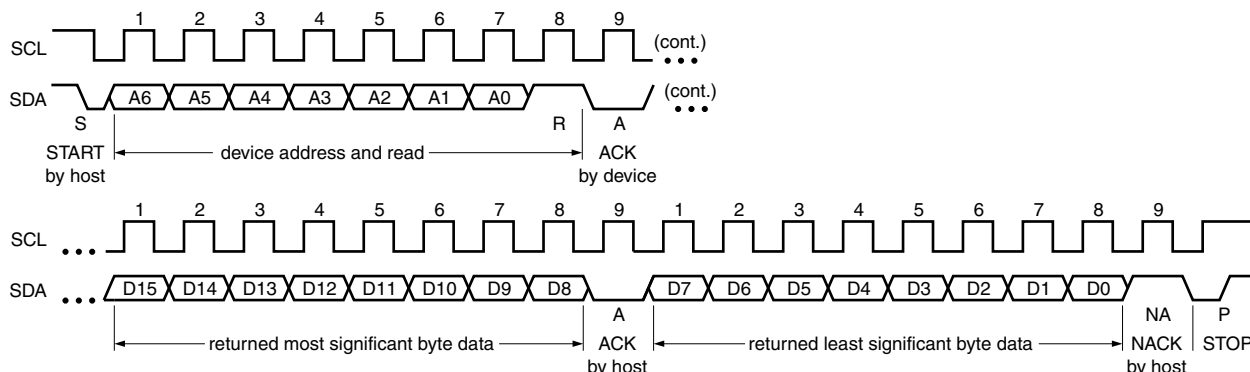 1 2 3 4 5 6 7 8 9
SCL (cont.)
SDA A6 A5 A4 A3 A2 A1 A0 (cont.)
S R A
START device address and read ACK
by host by device
1 2 3 4 5 6 7 8 9 1 2 3 4 5 6 7 8 9
SCL
SDA D15 D14 D13 D12 D11 D10 D9 D8 D7 D6 D5 D4 D3 D2 D1 D0
A NA P
returned most significant byte data ACK returned least significant byte data NACK STOP
by host by host